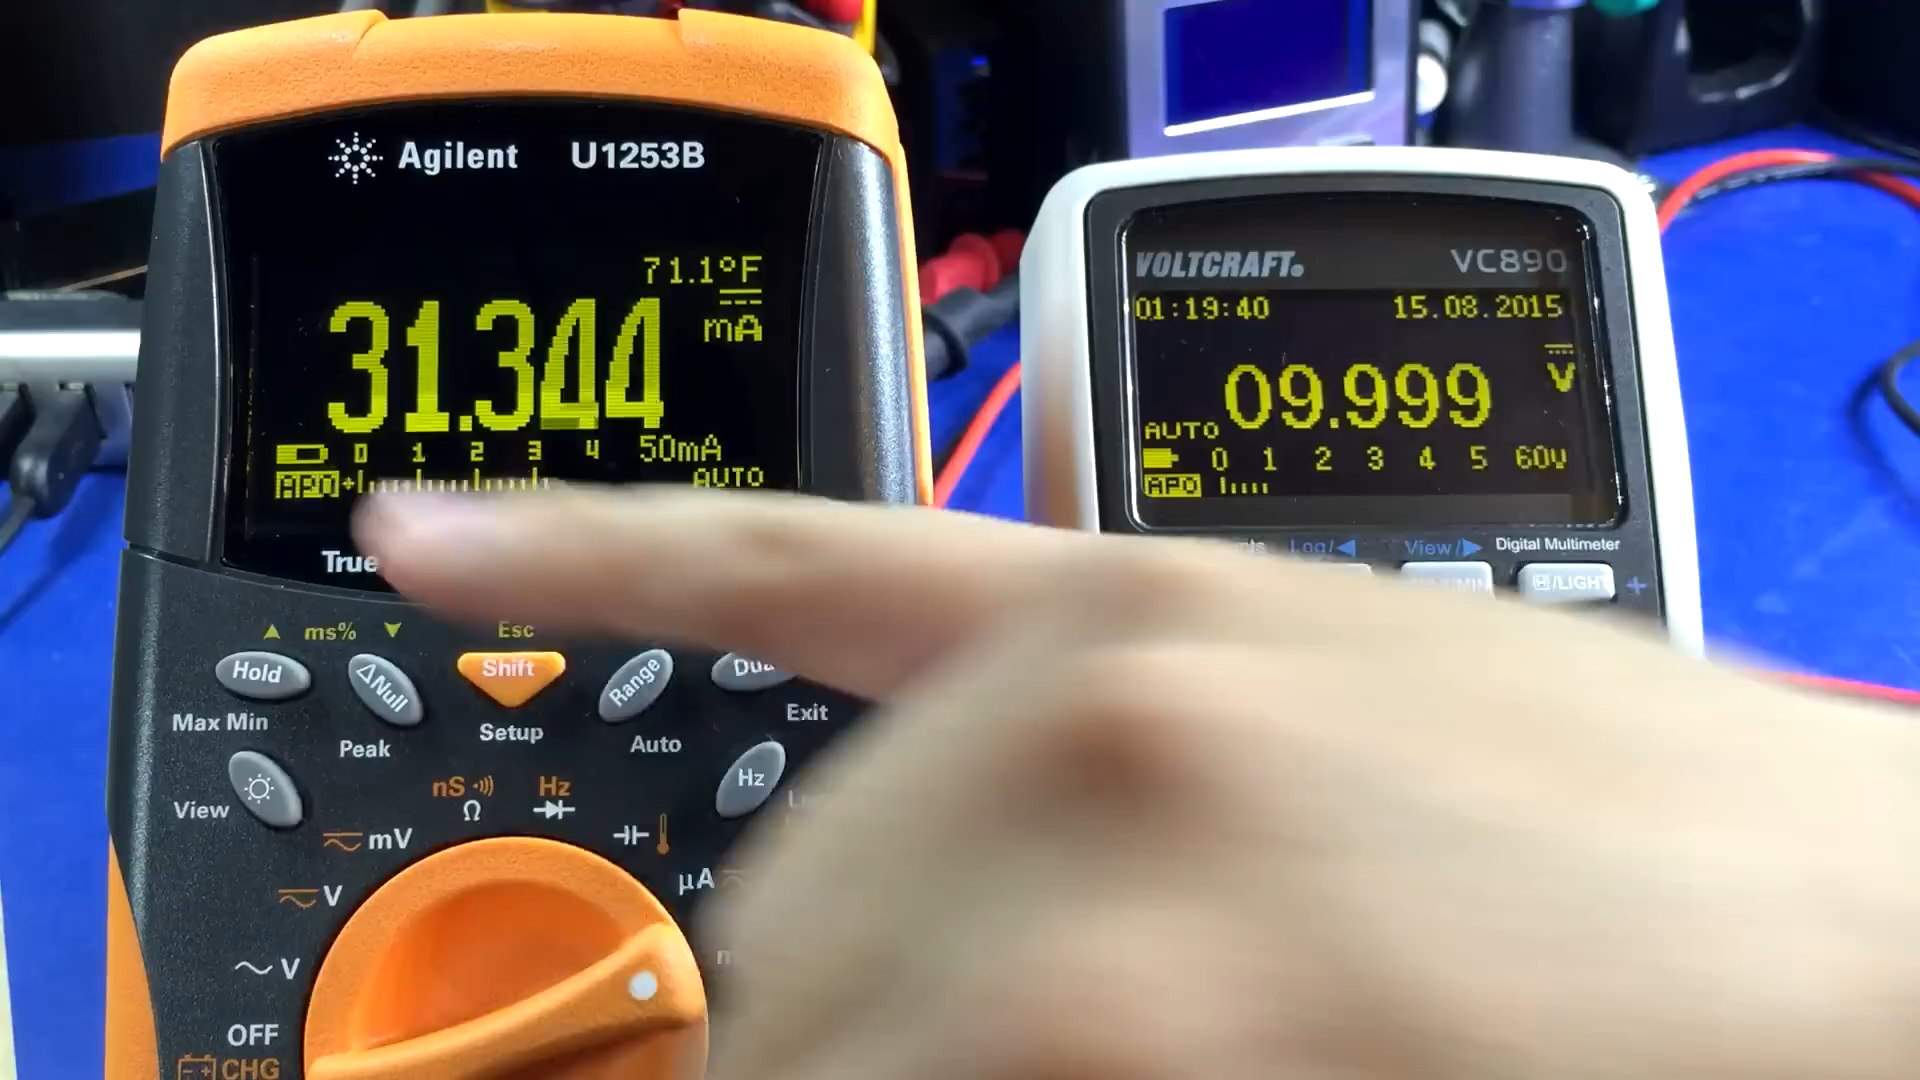 Agilent U1253B
71.1°F
31.344 mA
0 1 2 3 4 50mA
APO + AUTO
True
▲ ms% ▼ Esc
Hold ΔNull Shift Range
Max Min Peak Setup Auto Exit
View Hz
nS Ω Hz
mV
V
μA
~ V
OFF
CHG
VOLTCRAFT® VC890
01:19:40 15.08.2015
09.999 V
AUTO
0 1 2 3 4 5 60V
APO
Log/◀ View/▶ Digital Multimeter
H/LIGHT +